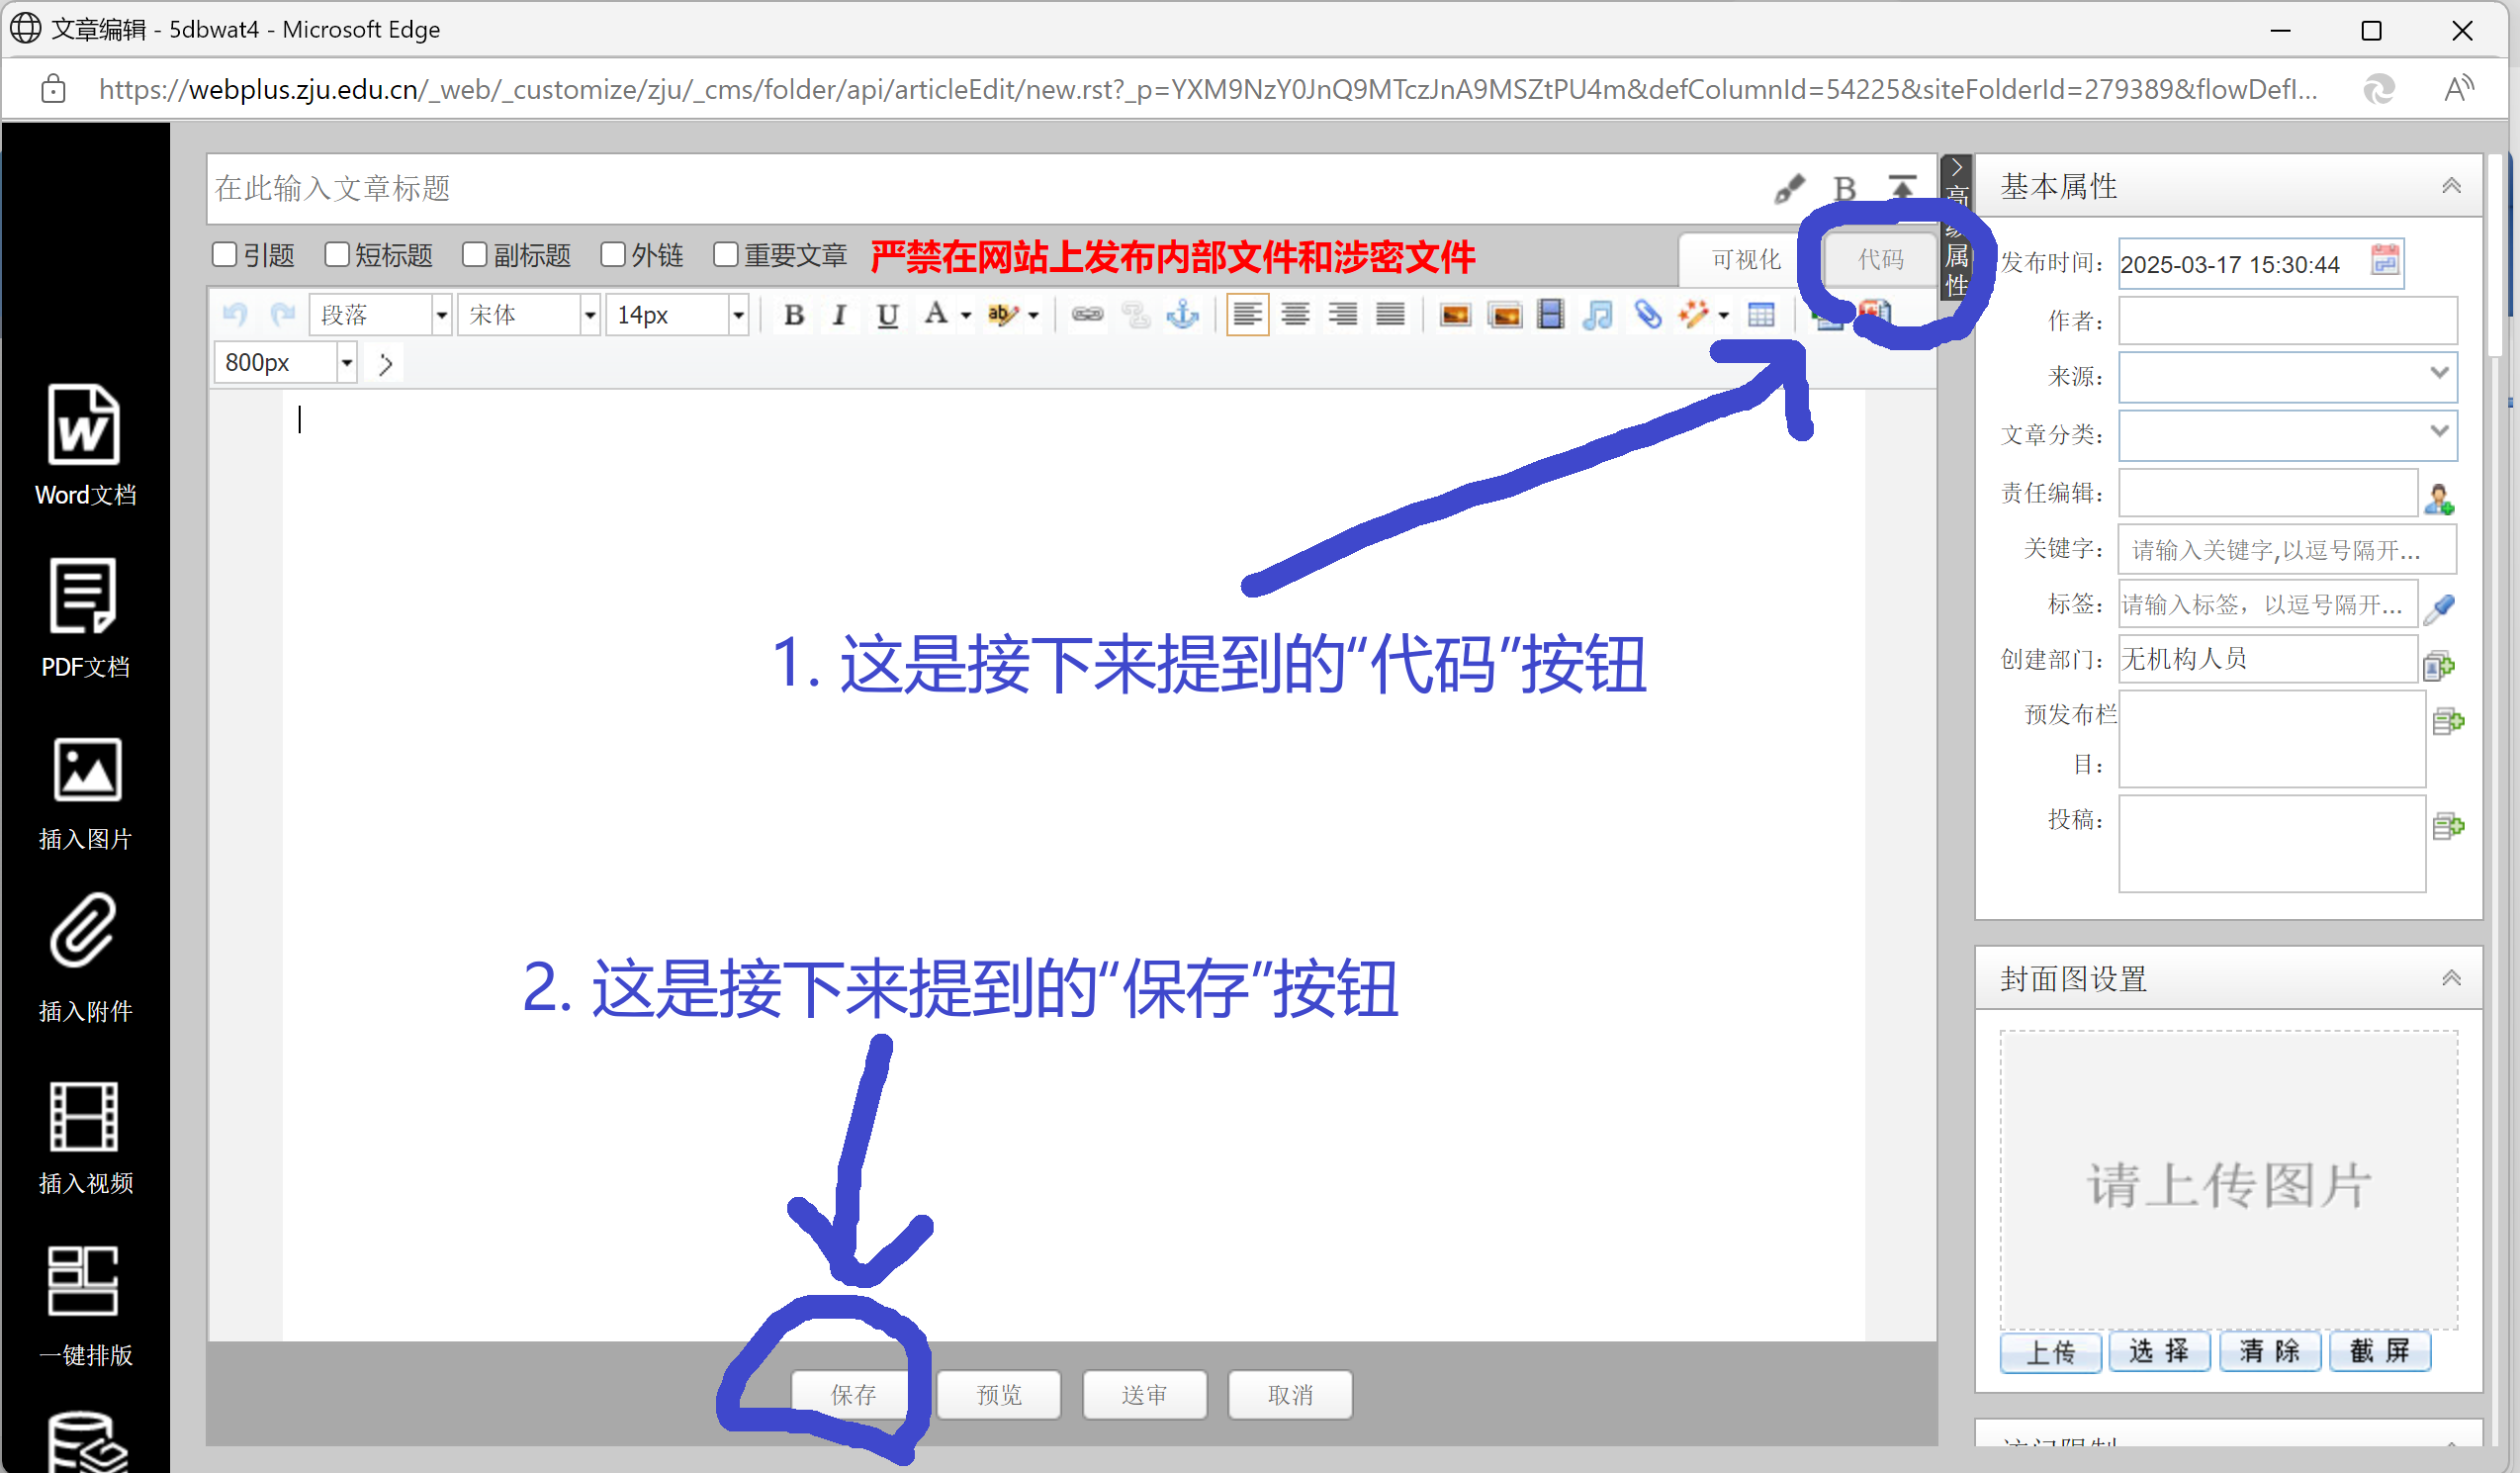 文章编辑 - 5dbwat4 - Microsoft Edge
https://webplus.zju.edu.cn/_web/_customize/zju/_cms/folder/api/articleEdit/new.rst?_p=YXM9NzY0JnQ9MTczJnA9MSZtPU4m&defColumnId=54225&siteFolderId=279389&flowDefI...
在此输入文章标题
B
引题 短标题 副标题 外链 重要文章 严禁在网站上发布内部文件和涉密文件 可视化 代码
段落 宋体 14px B I U A ab
800px
Word文档
PDF文档
插入图片
插入附件
插入视频
一键排版
1. 这是接下来提到的“代码”按钮
2. 这是接下来提到的“保存”按钮
保存 预览 送审 取消
高级属性
基本属性
发布时间: 2025-03-17 15:30:44
作者:
来源:
文章分类:
责任编辑:
关键字: 请输入关键字,以逗号隔开...
标签: 请输入标签，以逗号隔开...
创建部门: 无机构人员
预发布栏
目:
投稿:
封面图设置
请上传图片
上传 选择 清除 截屏